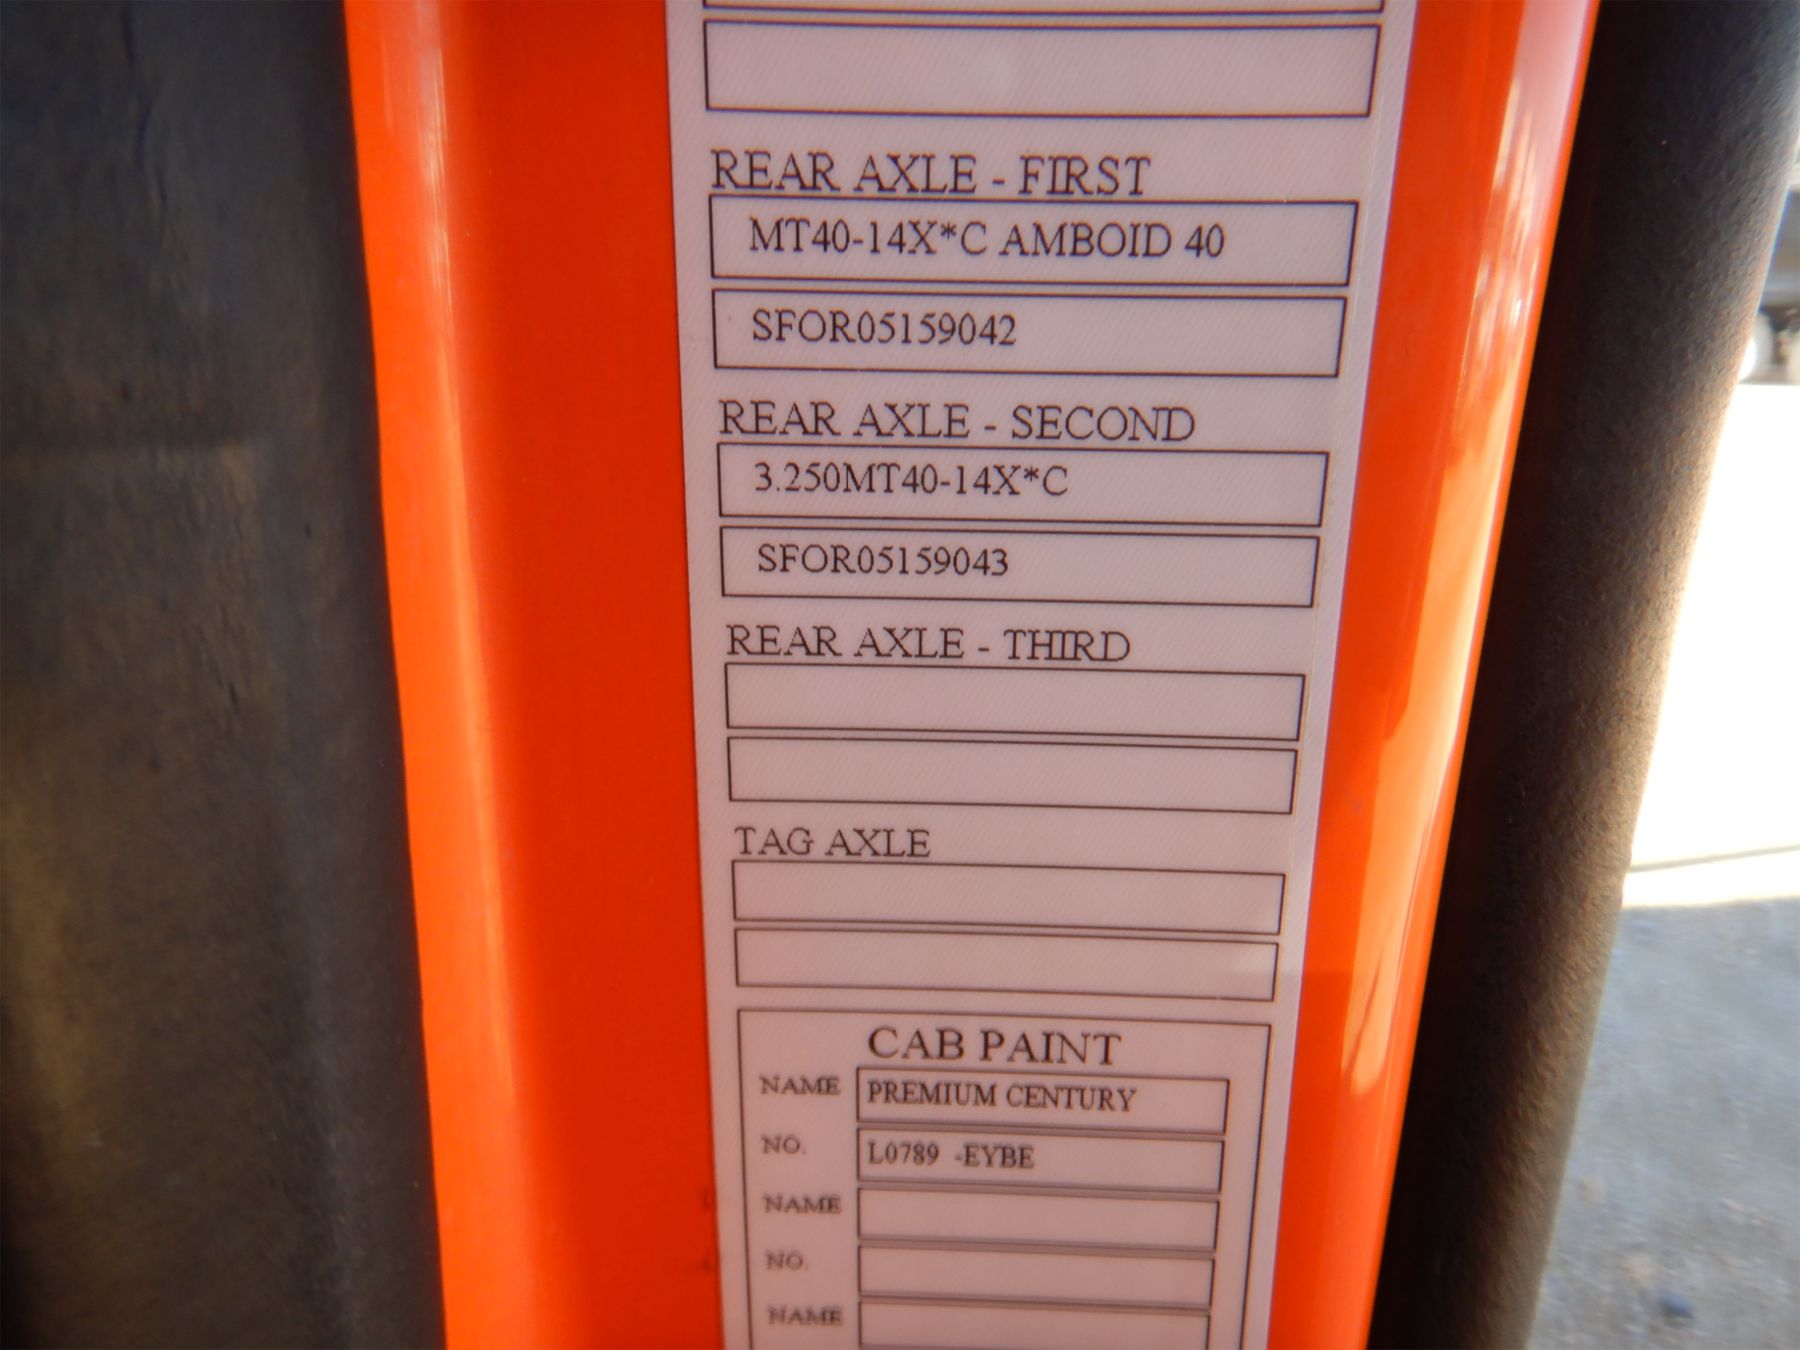 REAR AXLE - FIRST
MT40-14X*C AMBOID 40
SFOR05159042
REAR AXLE - SECOND
3.250MT40-14X*C
SFOR05159043
REAR AXLE - THIRD
TAG AXLE
CAB PAINT
NAME PREMIUM CENTURY
NO. L0789 -EYBE
NAME
NO.
NAME